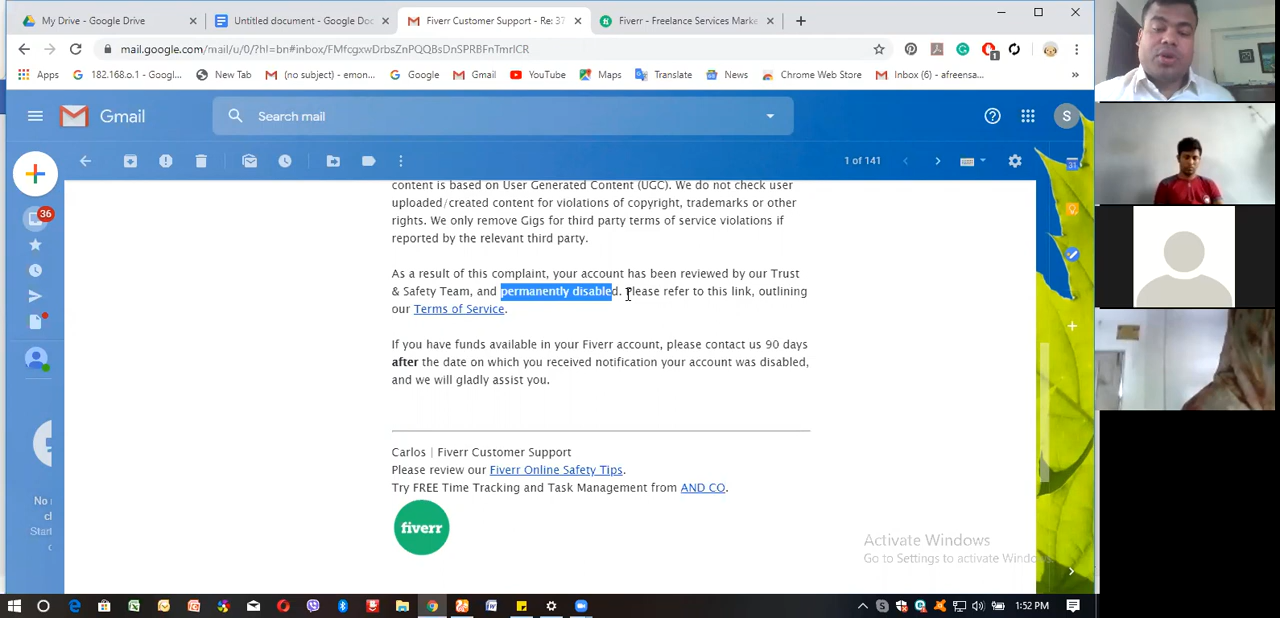 My Drive - Google Drive
Untitled document - Google Doc
Fiverr Customer Support - Re: 37
Fiverr - Freelance Services Marke
mail.google.com/mail/u/0/?hl=bn#inbox/FMfcgxwDrbsZnPQQBsDnSPRBFnTmrlCR
Apps
192.168.o.1 - Googl...
New Tab
(no subject) - emon...
Google
Gmail
YouTube
Maps
Translate
News
Chrome Web Store
Inbox (6) - afreensa...
Gmail
Search mail
S
1 of 141
36
31
content is based on User Generated Content (UGC). We do not check user
uploaded/created content for violations of copyright, trademarks or other
rights. We only remove Gigs for third party terms of service violations if
reported by the relevant third party.
As a result of this complaint, your account has been reviewed by our Trust
& Safety Team, and permanently disabled. Please refer to this link, outlining
our Terms of Service.
If you have funds available in your Fiverr account, please contact us 90 days
after the date on which you received notification your account was disabled,
and we will gladly assist you.
Carlos | Fiverr Customer Support
Please review our Fiverr Online Safety Tips.
Try FREE Time Tracking and Task Management from AND CO.
fiverr
No
Start
Activate Windows
Go to Settings to activate Windows
1:52 PM